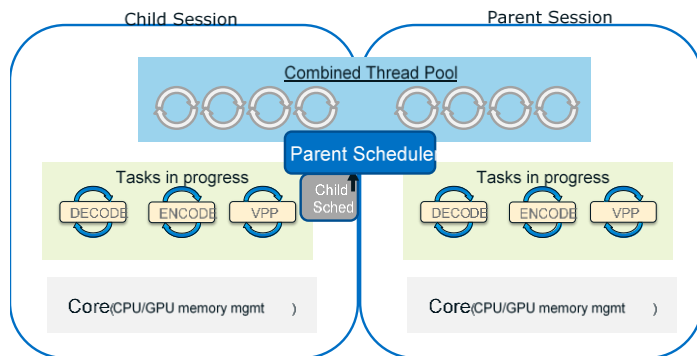 Child Session
Parent Session
Combined Thread Pool
Parent Scheduler
Child
Sched
Tasks in progress
DECODE
ENCODE
VPP
Tasks in progress
DECODE
ENCODE
VPP
Core(CPU/GPU memory mgmt )
Core(CPU/GPU memory mgmt )